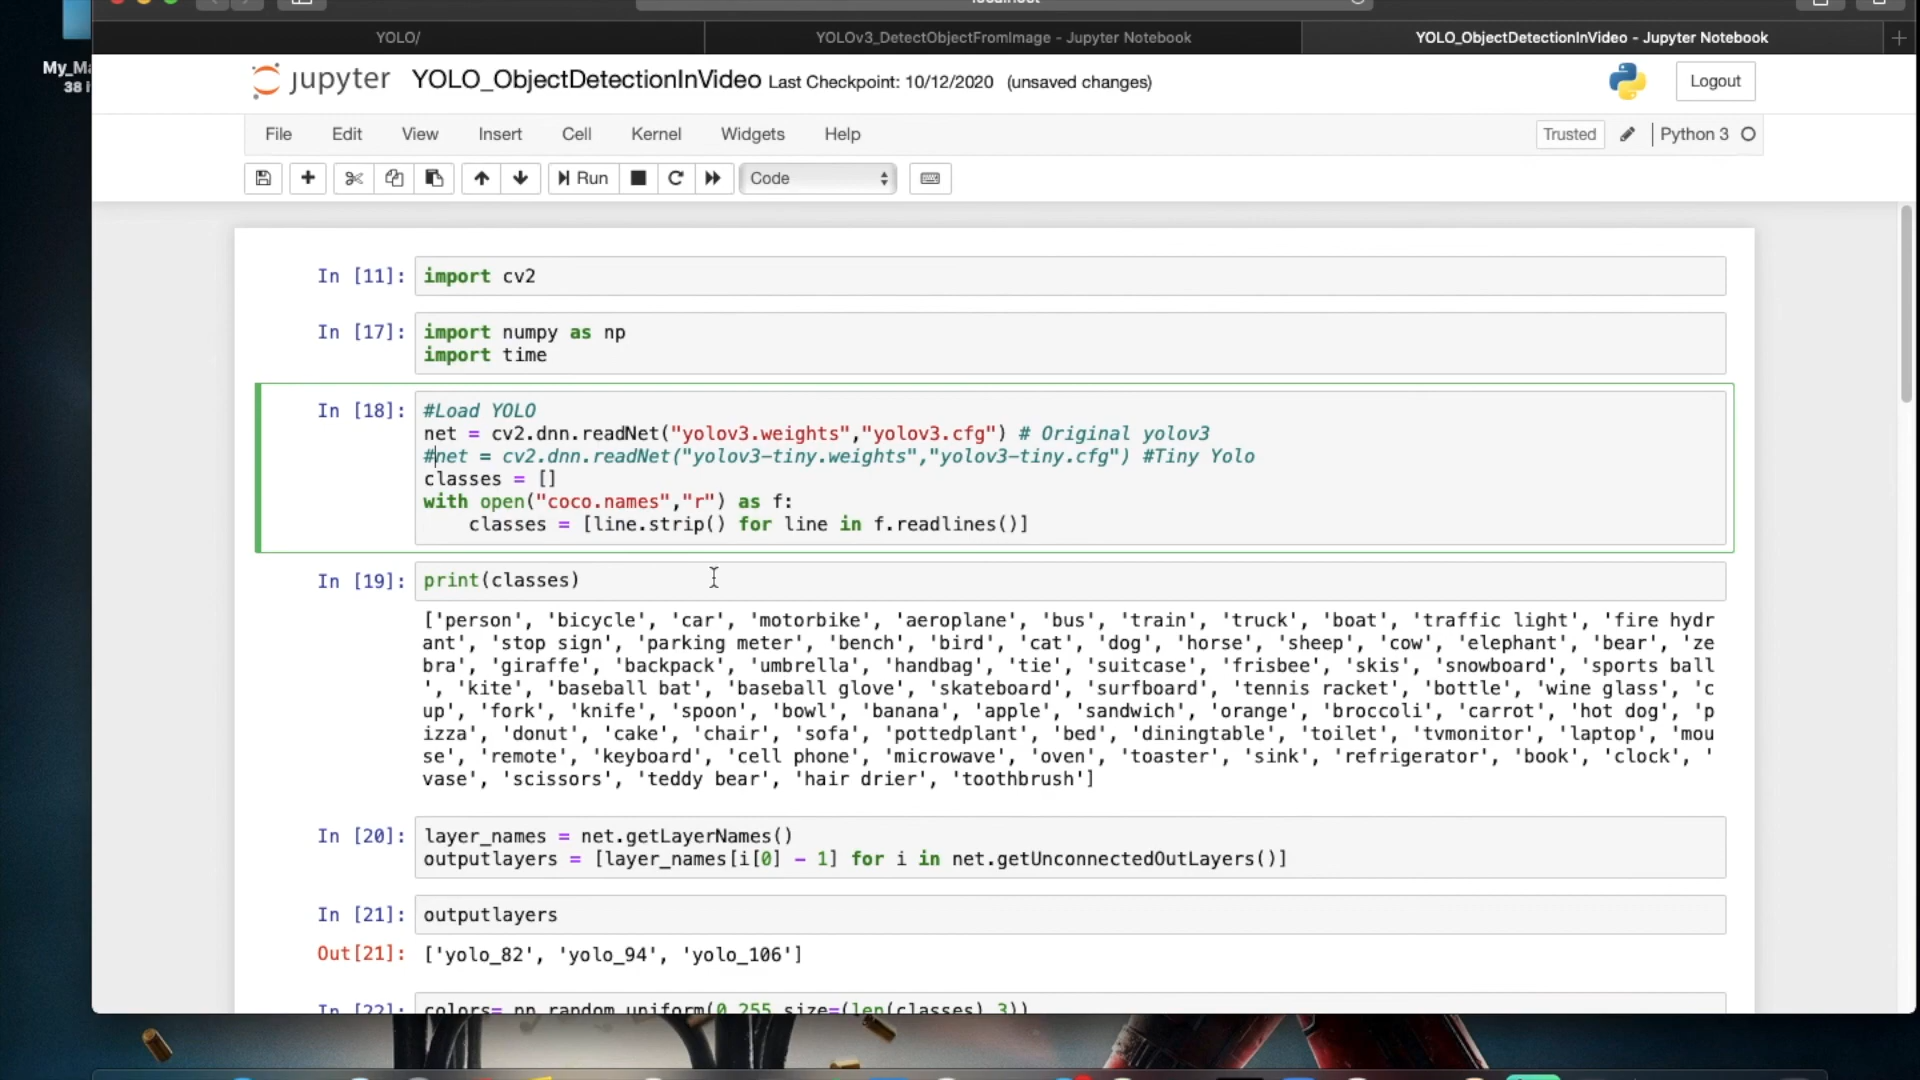 localhost
YOLO/
YOLOv3_DetectObjectFromImage - Jupyter Notebook
YOLO_ObjectDetectionInVideo - Jupyter Notebook
jupyter YOLO_ObjectDetectionInVideo Last Checkpoint: 10/12/2020 (unsaved changes)
Logout
File Edit View Insert Cell Kernel Widgets Help
Trusted
Python 3
Run
Code
In [11]: import cv2
In [17]: import numpy as np
import time
In [18]: #Load YOLO
net = cv2.dnn.readNet("yolov3.weights","yolov3.cfg") # Original yolov3
#net = cv2.dnn.readNet("yolov3-tiny.weights","yolov3-tiny.cfg") #Tiny Yolo
classes = []
with open("coco.names","r") as f:
    classes = [line.strip() for line in f.readlines()]
In [19]: print(classes)
['person', 'bicycle', 'car', 'motorbike', 'aeroplane', 'bus', 'train', 'truck', 'boat', 'traffic light', 'fire hydr
ant', 'stop sign', 'parking meter', 'bench', 'bird', 'cat', 'dog', 'horse', 'sheep', 'cow', 'elephant', 'bear', 'ze
bra', 'giraffe', 'backpack', 'umbrella', 'handbag', 'tie', 'suitcase', 'frisbee', 'skis', 'snowboard', 'sports ball
', 'kite', 'baseball bat', 'baseball glove', 'skateboard', 'surfboard', 'tennis racket', 'bottle', 'wine glass', 'c
up', 'fork', 'knife', 'spoon', 'bowl', 'banana', 'apple', 'sandwich', 'orange', 'broccoli', 'carrot', 'hot dog', 'p
izza', 'donut', 'cake', 'chair', 'sofa', 'pottedplant', 'bed', 'diningtable', 'toilet', 'tvmonitor', 'laptop', 'mou
se', 'remote', 'keyboard', 'cell phone', 'microwave', 'oven', 'toaster', 'sink', 'refrigerator', 'book', 'clock', '
vase', 'scissors', 'teddy bear', 'hair drier', 'toothbrush']
In [20]: layer_names = net.getLayerNames()
outputlayers = [layer_names[i[0] - 1] for i in net.getUnconnectedOutLayers()]
In [21]: outputlayers
Out[21]: ['yolo_82', 'yolo_94', 'yolo_106']
In [22]: colors= np.random.uniform(0,255,size=(len(classes),3))